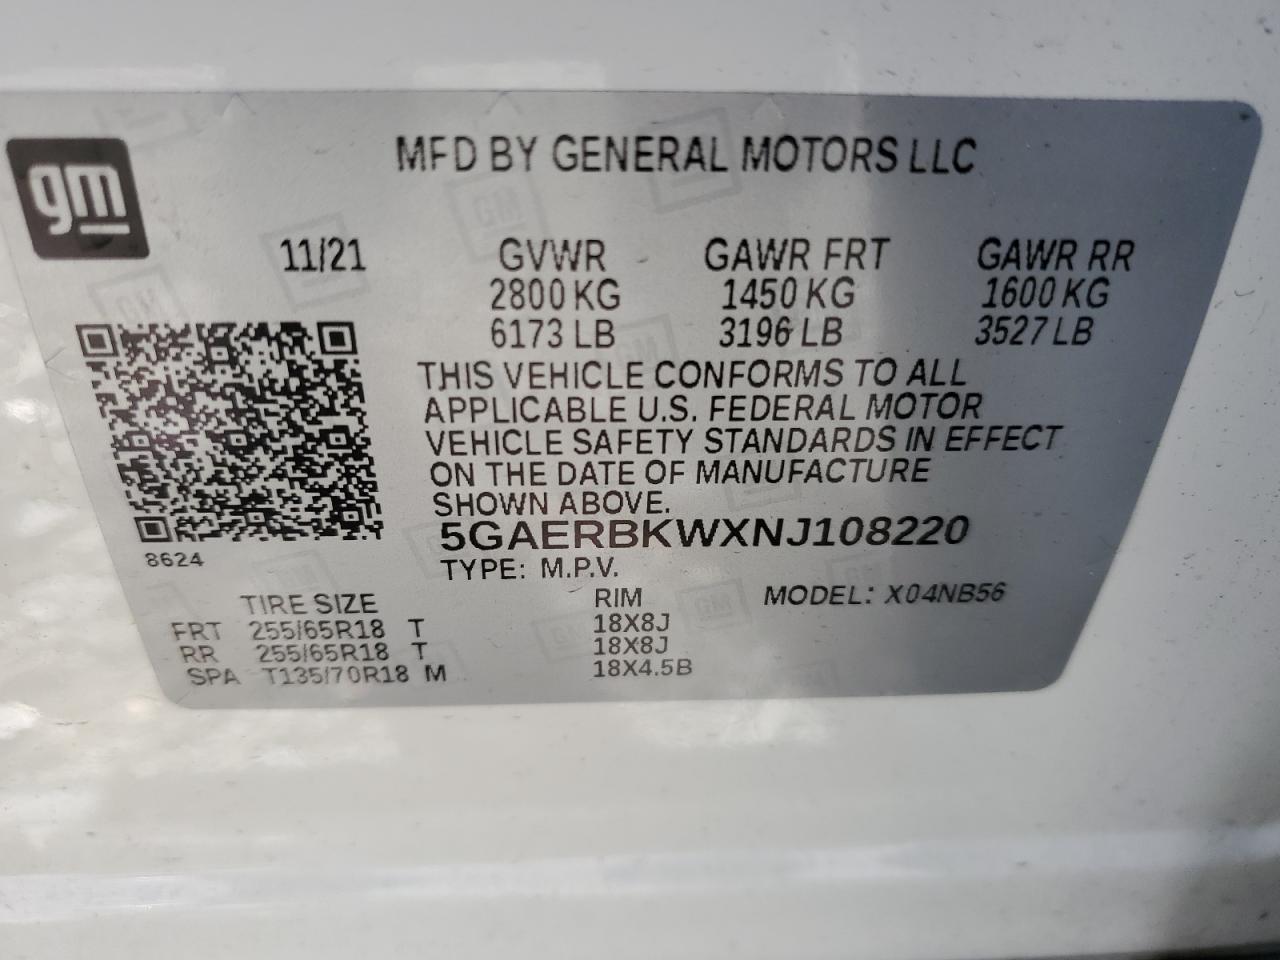 gm
MFD BY GENERAL MOTORS LLC
11/21 GVWR GAWR FRT GAWR RR
2800 KG 1450 KG 1600 KG
6173 LB 3196 LB 3527 LB
THIS VEHICLE CONFORMS TO ALL
APPLICABLE U.S. FEDERAL MOTOR
VEHICLE SAFETY STANDARDS IN EFFECT
ON THE DATE OF MANUFACTURE
SHOWN ABOVE.
5GAERBKWXNJ108220
8624
TYPE: M.P.V.
TIRE SIZE RIM MODEL: X04NB56
FRT 255/65R18 T 18X8J
RR 255/65R18 T 18X8J
SPA T135/70R18 M 18X4.5B